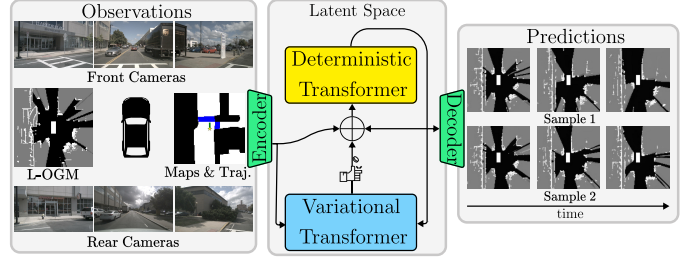 Observations
Front Cameras
L-OGM
Maps & Traj.
Rear Cameras
Encoder
Latent Space
Deterministic
Transformer
Variational
Transformer
Decoder
Predictions
Sample 1
Sample 2
time